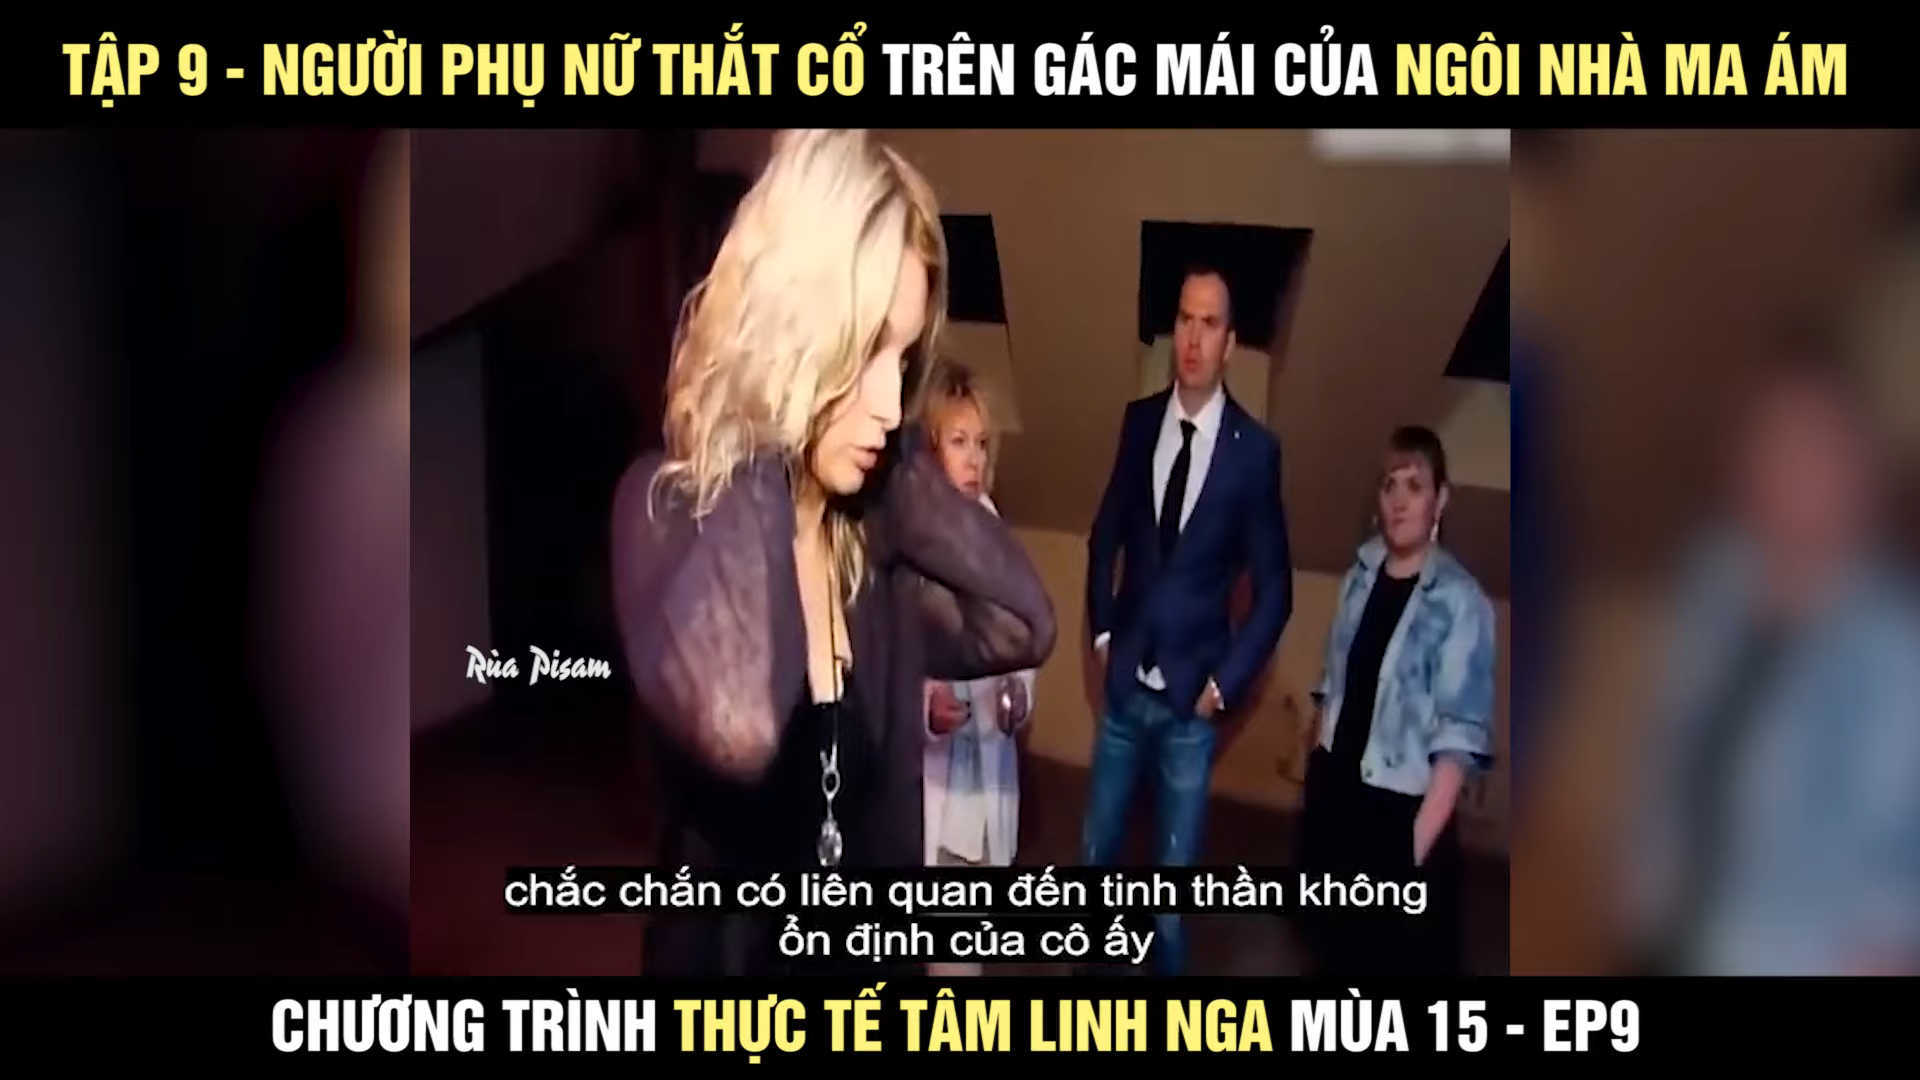 TẬP 9 - NGƯỜI PHỤ NỮ THẮT CỔ TRÊN GÁC MÁI CỦA NGÔI NHÀ MA ÁM
Rùa Pisam
chắc chắn có liên quan đến tinh thần không
ổn định của cô ấy
CHƯƠNG TRÌNH THỰC TẾ TÂM LINH NGA MÙA 15 - EP9